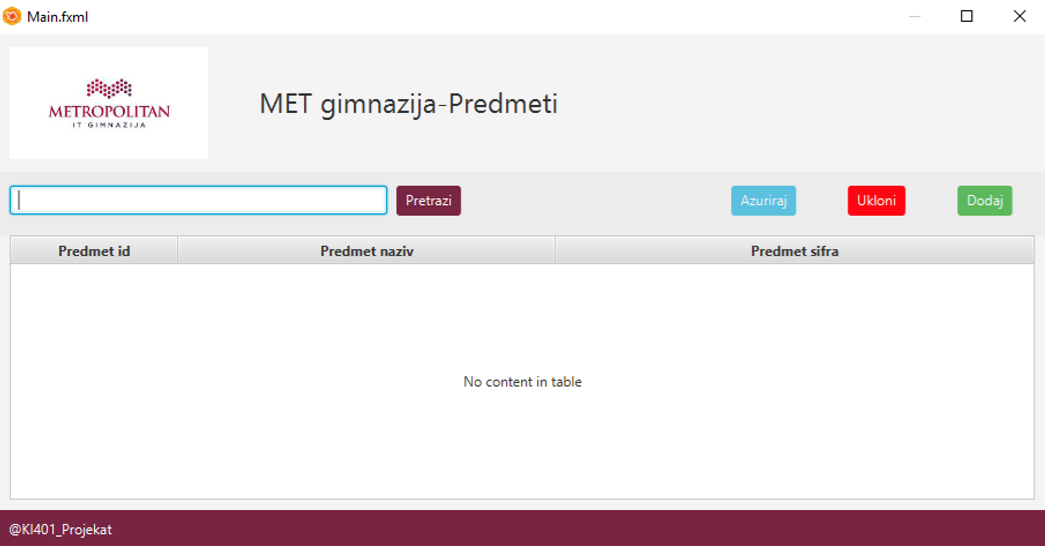 Main.fxml
METROPOLITAN
IT GIMNAZIJA
MET gimnazija-Predmeti
Pretrazi Azuriraj Ukloni Dodaj
Predmet id Predmet naziv Predmet sifra
No content in table
@KI401_Projekat